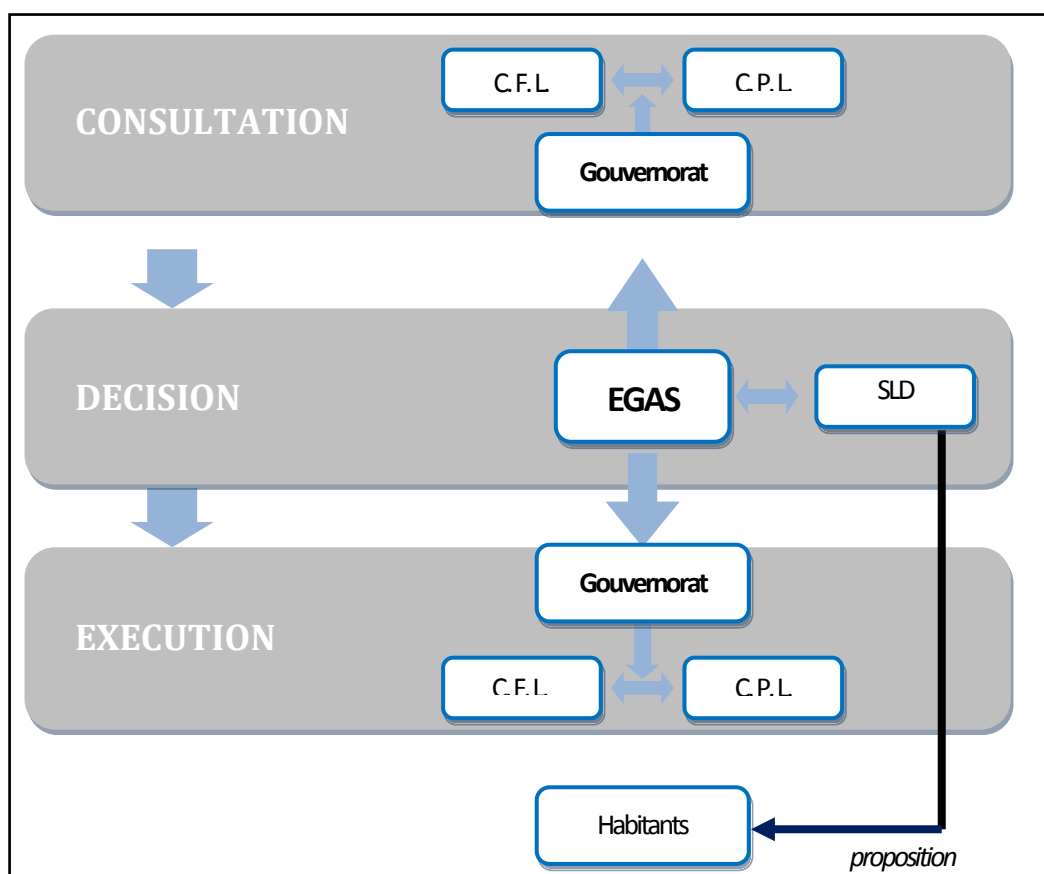 C.F.L.
C.P.L.
CONSULTATION
Gouvernorat
DECISION
EGAS
SLD
Gouvernorat
EXECUTION
C.F.L.
C.P.L.
Habitants
proposition